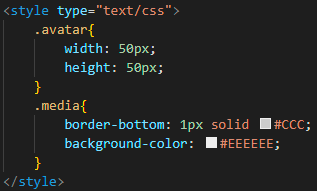 <style type="text/css">
    .avatar{
        width: 50px;
        height: 50px;
    }
    .media{
        border-bottom: 1px solid #CCC;
        background-color: #EEEEEE;
    }
</style>